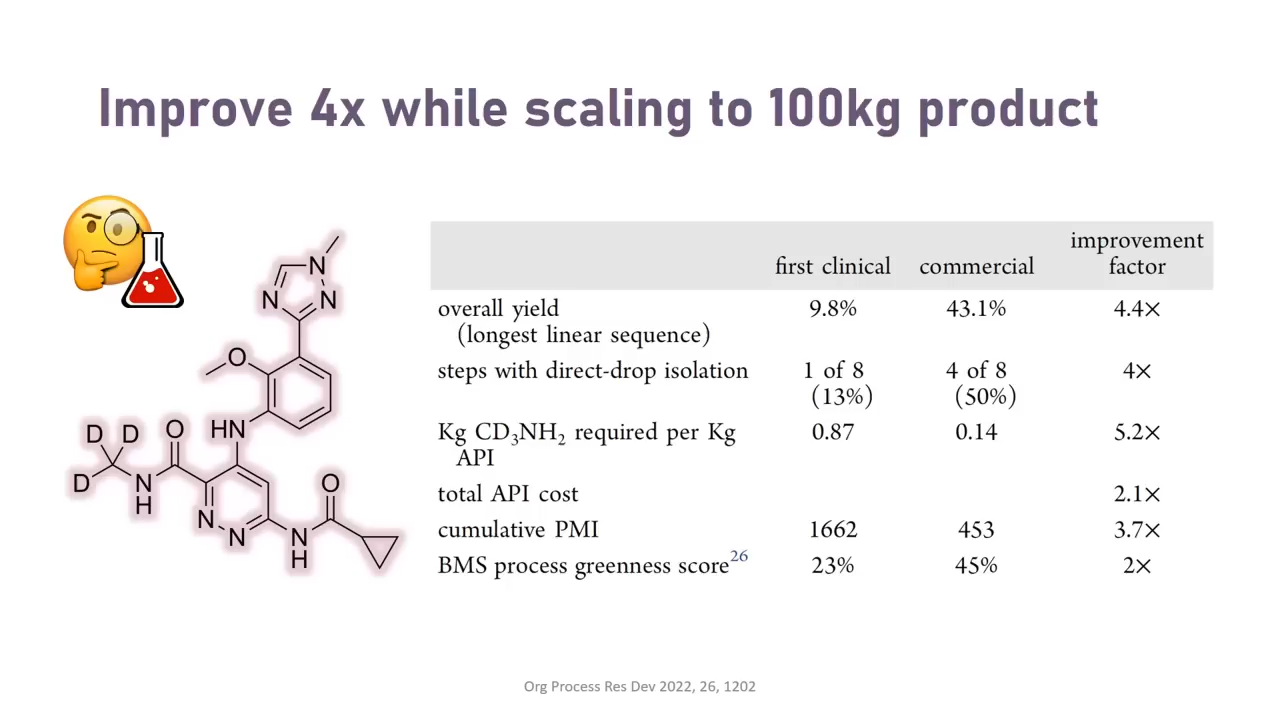 Improve 4x while scaling to 100kg product
N
N
N
O
HN
D
D
D
O
N
H
N
N
N
H
O
improvement
first clinical commercial factor
overall yield 9.8% 43.1% 4.4×
(longest linear sequence)
steps with direct-drop isolation 1 of 8 4 of 8 4×
(13%) (50%)
Kg CD₃NH₂ required per Kg 0.87 0.14 5.2×
API
total API cost 2.1×
cumulative PMI 1662 453 3.7×
BMS process greenness score²⁶ 23% 45% 2×
Org Process Res Dev 2022, 26, 1202